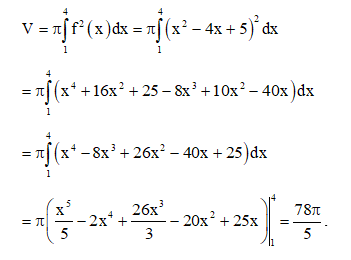 V = π∫₁⁴ f²(x)dx = π∫₁⁴ (x² − 4x + 5)² dx
= π∫₁⁴ (x⁴ + 16x² + 25 − 8x³ + 10x² − 40x)dx
= π∫₁⁴ (x⁴ − 8x³ + 26x² − 40x + 25)dx
= π(x⁵/5 − 2x⁴ + 26x³/3 − 20x² + 25x)|₁⁴ = 78π/5.